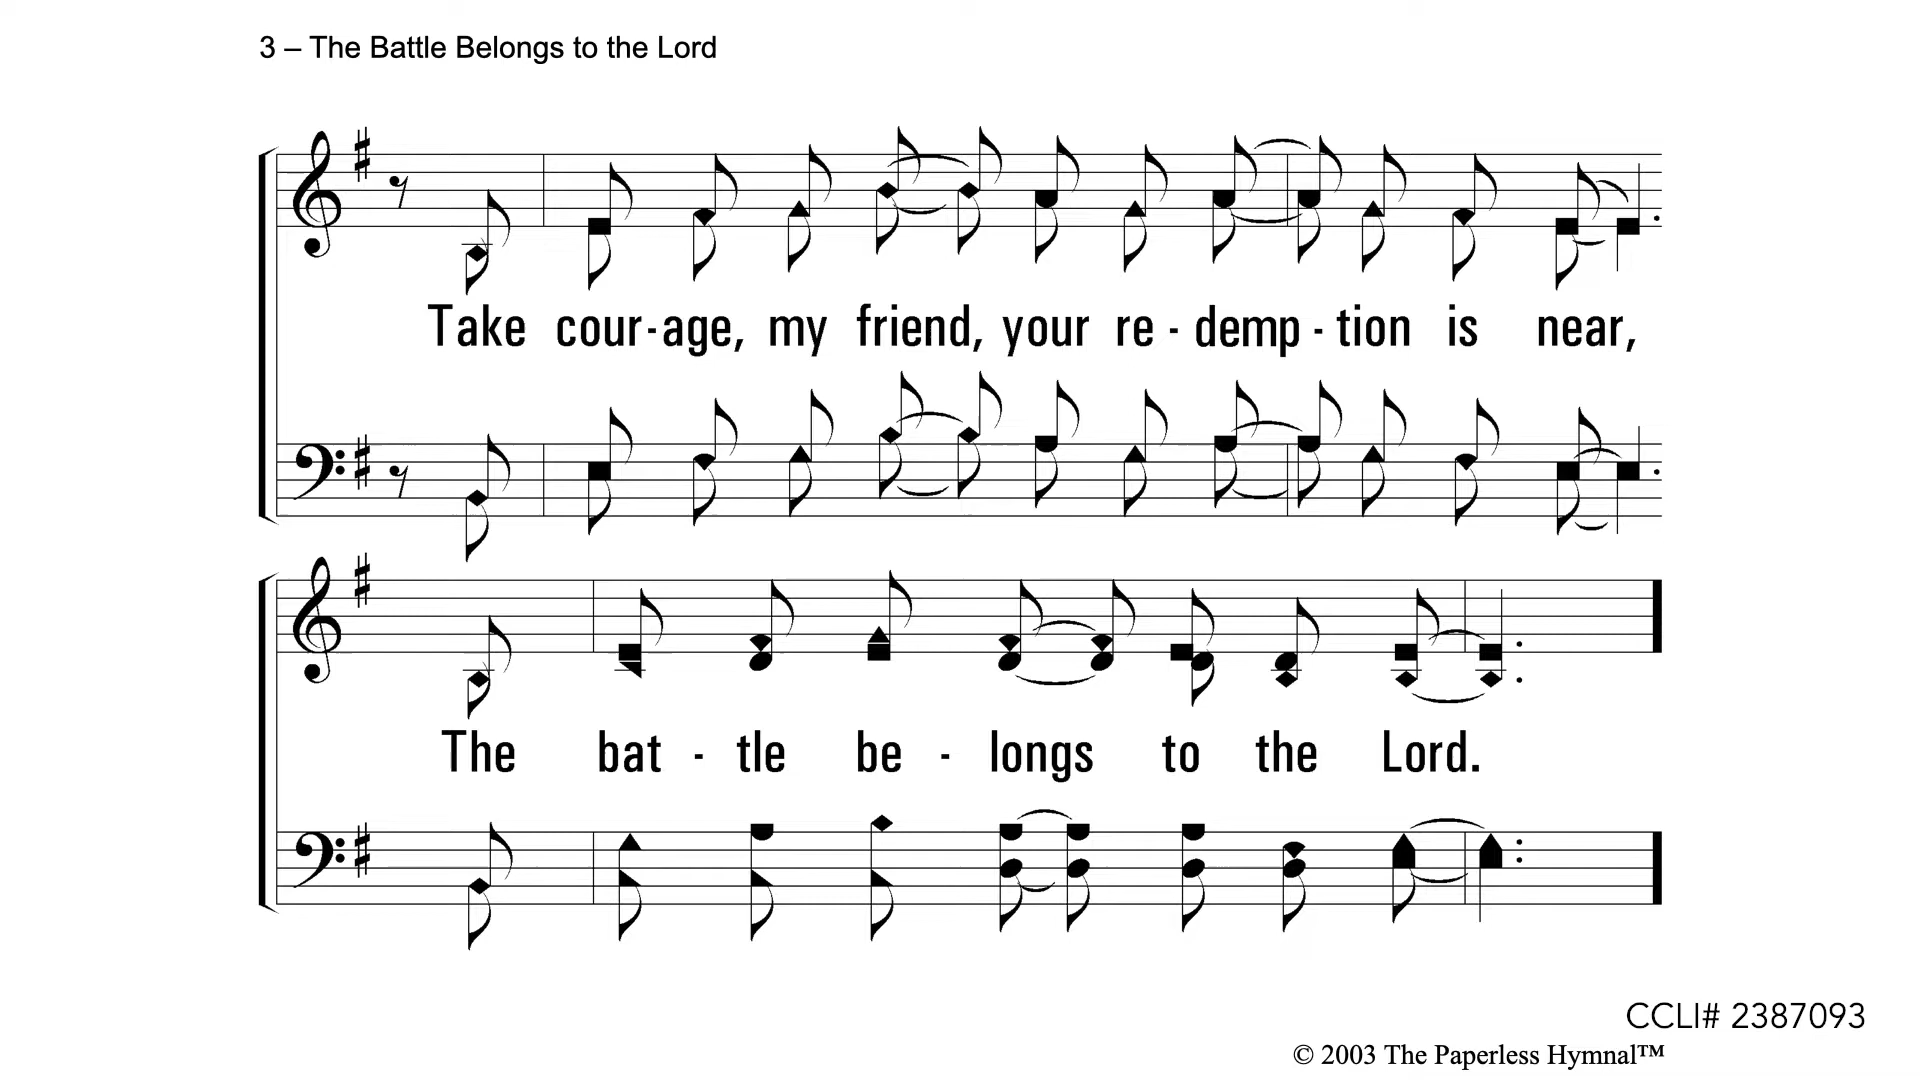 3 – The Battle Belongs to the Lord
Take cour-age, my friend, your re - demp - tion is near,
The bat - tle be - longs to the Lord.
CCLI# 2387093
© 2003 The Paperless Hymnal™